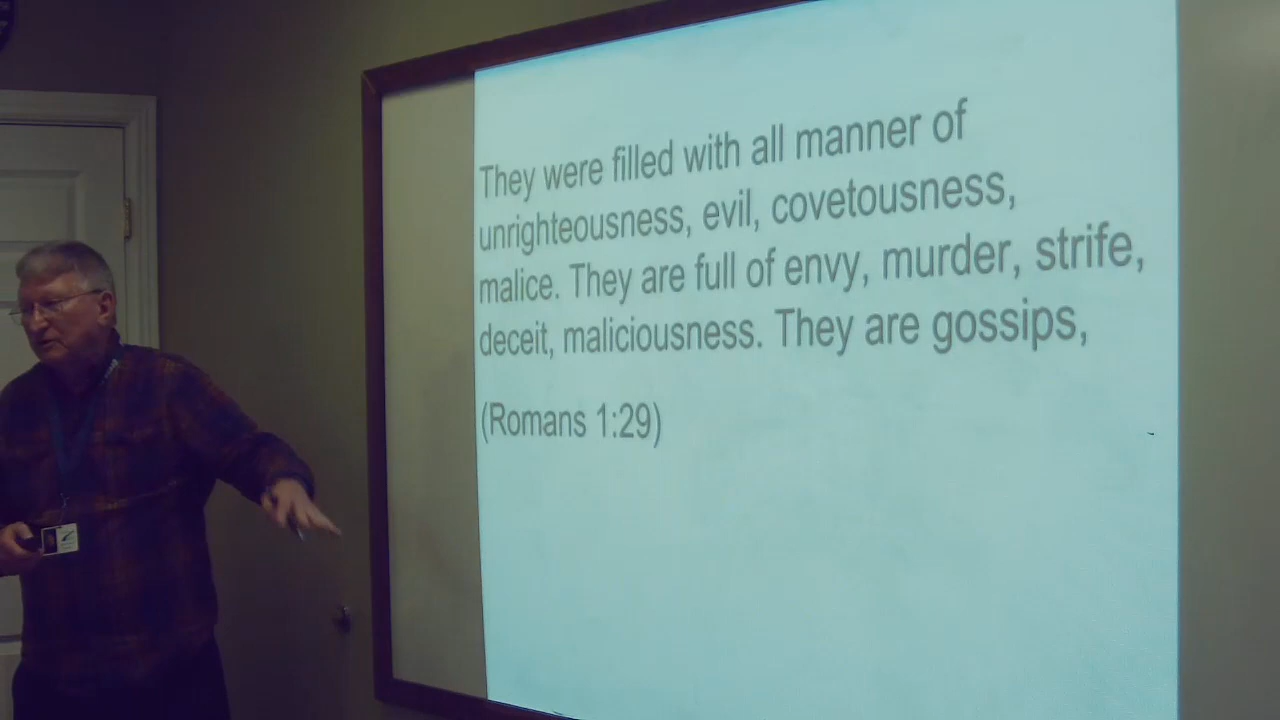 They were filled with all manner of
unrighteousness, evil, covetousness,
malice. They are full of envy, murder, strife,
deceit, maliciousness. They are gossips,
(Romans 1:29)